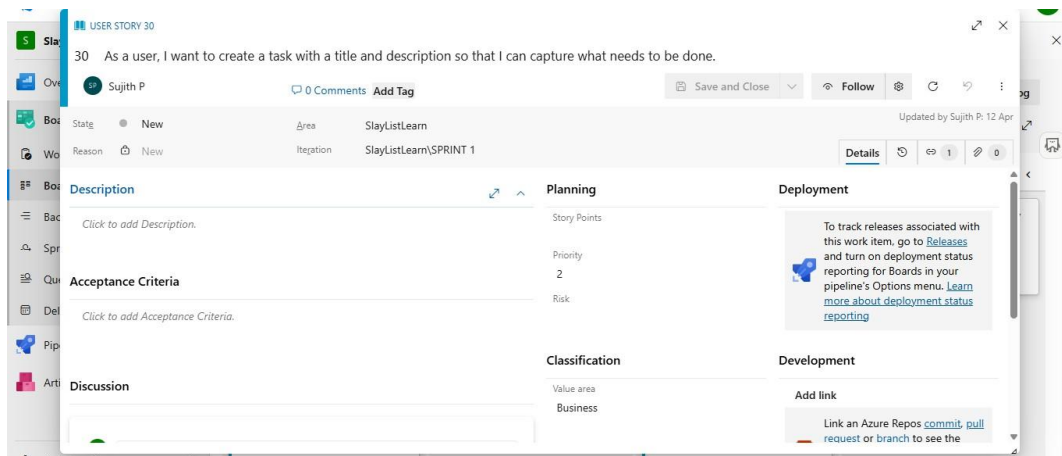 USER STORY 30
30 As a user, I want to create a task with a title and description so that I can capture what needs to be done.
SP Sujith P
0 Comments Add Tag
Save and Close
Follow
State New
Area SlayListLearn
Updated by Sujith P: 12 Apr
Reason New
Iteration SlayListLearn\SPRINT 1
Details
1
0
Description
Click to add Description.
Acceptance Criteria
Click to add Acceptance Criteria.
Discussion
Planning
Story Points
Priority
2
Risk
Classification
Value area
Business
Deployment
To track releases associated with
this work item, go to Releases
and turn on deployment status
reporting for Boards in your
pipeline's Options menu. Learn
more about deployment status
reporting
Development
Add link
Link an Azure Repos commit, pull
request or branch to see the
S Sla
Ove
Boa
Wo
Boa
Bac
Spr
Que
Del
Pip
Arti
og